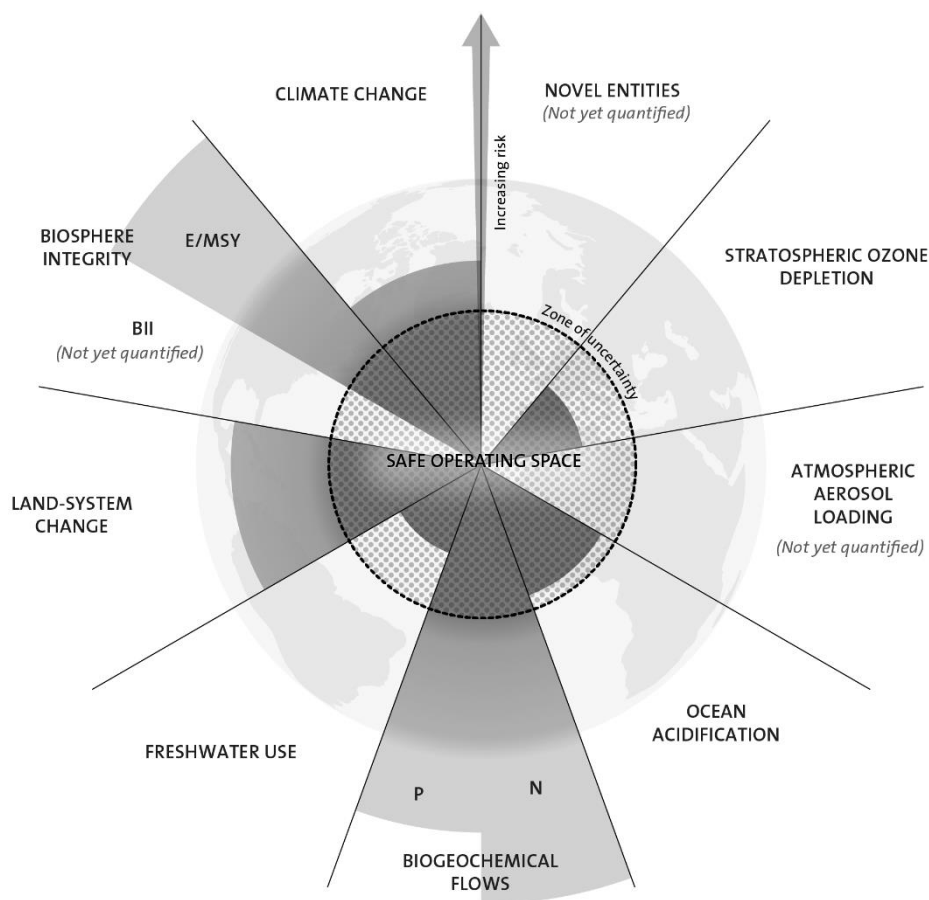 CLIMATE CHANGE
NOVEL ENTITIES
(Not yet quantified)
Increasing risk
BIOSPHERE
INTEGRITY
E/MSY
STRATOSPHERIC OZONE
DEPLETION
BII
(Not yet quantified)
Zone of uncertainty
SAFE OPERATING SPACE
LAND-SYSTEM
CHANGE
ATMOSPHERIC
AEROSOL
LOADING
(Not yet quantified)
FRESHWATER USE
OCEAN
ACIDIFICATION
P
N
BIOGEOCHEMICAL
FLOWS